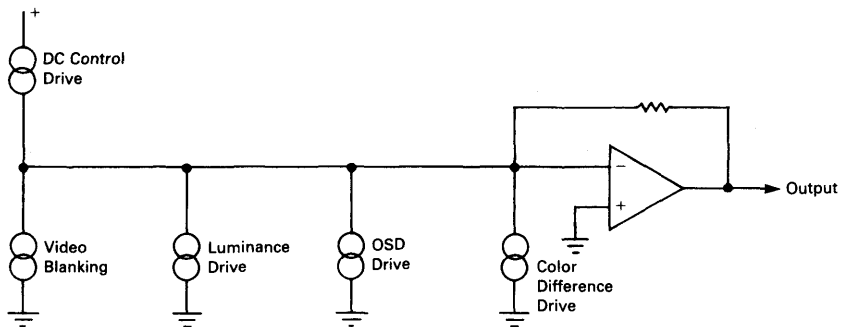 +
DC Control
Drive
−
+
Output
Video
Blanking
Luminance
Drive
OSD
Drive
Color
Difference
Drive